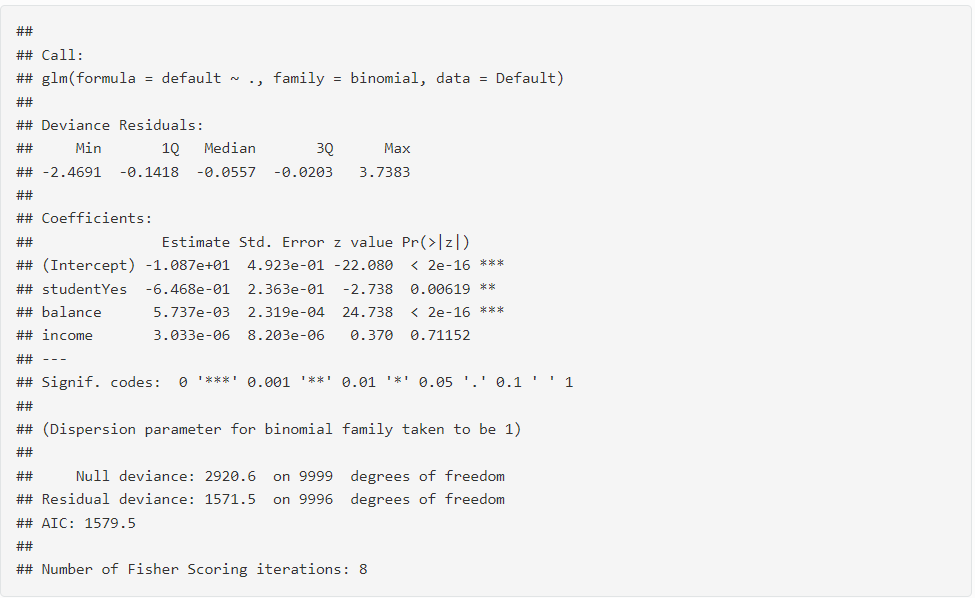 ##
## Call:
## glm(formula = default ~ ., family = binomial, data = Default)
##
## Deviance Residuals:
##     Min       1Q   Median       3Q      Max
## -2.4691  -0.1418  -0.0557  -0.0203   3.7383
##
## Coefficients:
##               Estimate Std. Error z value Pr(>|z|)
## (Intercept) -1.087e+01  4.923e-01 -22.080  < 2e-16 ***
## studentYes  -6.468e-01  2.363e-01  -2.738  0.00619 **
## balance      5.737e-03  2.319e-04  24.738  < 2e-16 ***
## income       3.033e-06  8.203e-06   0.370  0.71152
## ---
## Signif. codes:  0 '***' 0.001 '**' 0.01 '*' 0.05 '.' 0.1 ' ' 1
##
## (Dispersion parameter for binomial family taken to be 1)
##
##     Null deviance: 2920.6  on 9999  degrees of freedom
## Residual deviance: 1571.5  on 9996  degrees of freedom
## AIC: 1579.5
##
## Number of Fisher Scoring iterations: 8